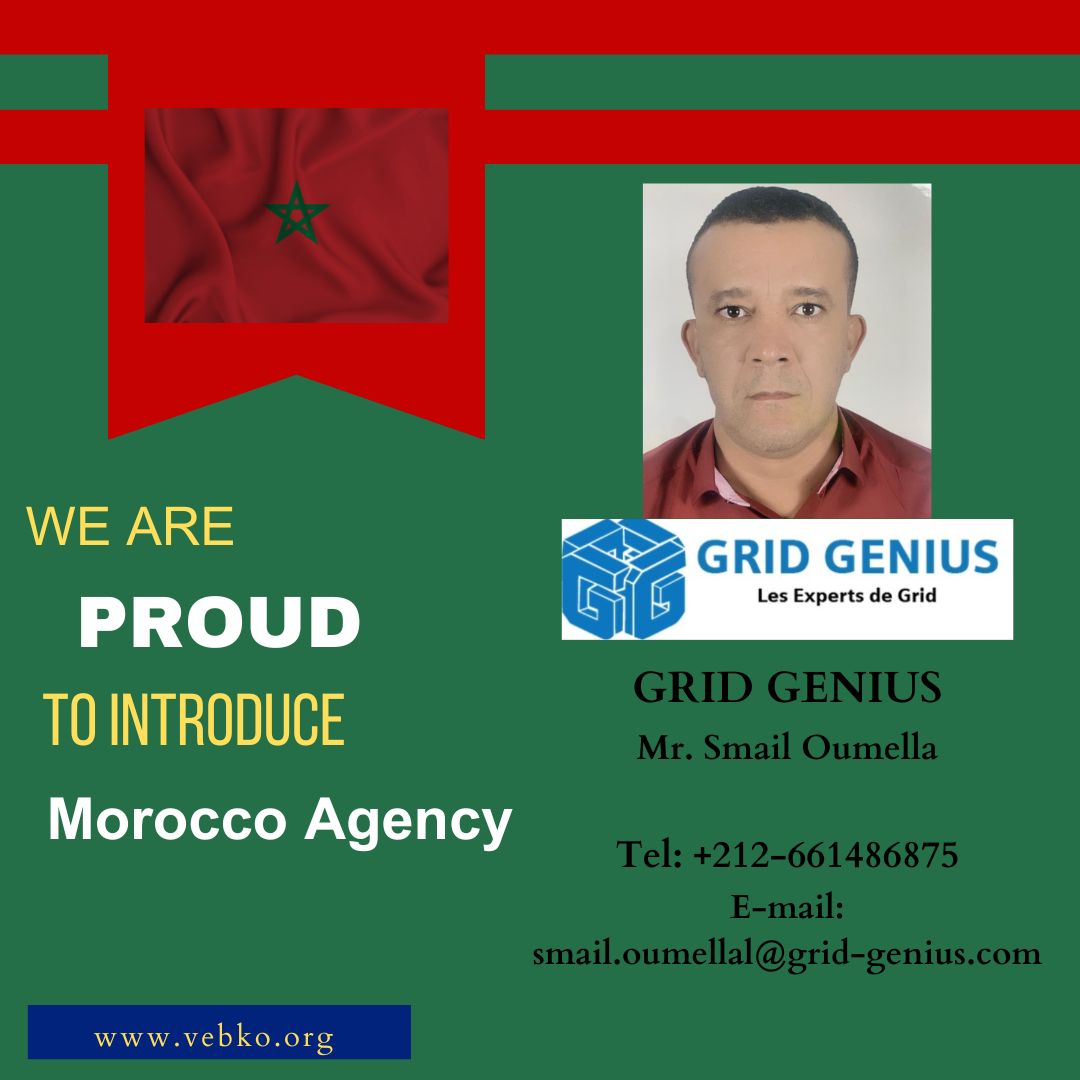 WE ARE
PROUD
TO INTRODUCE
Morocco Agency
GRID GENIUS
Les Experts de Grid
GRID GENIUS
Mr. Smail Oumella
Tel: +212-661486875
E-mail:
smail.oumellal@grid-genius.com
www.vebko.org